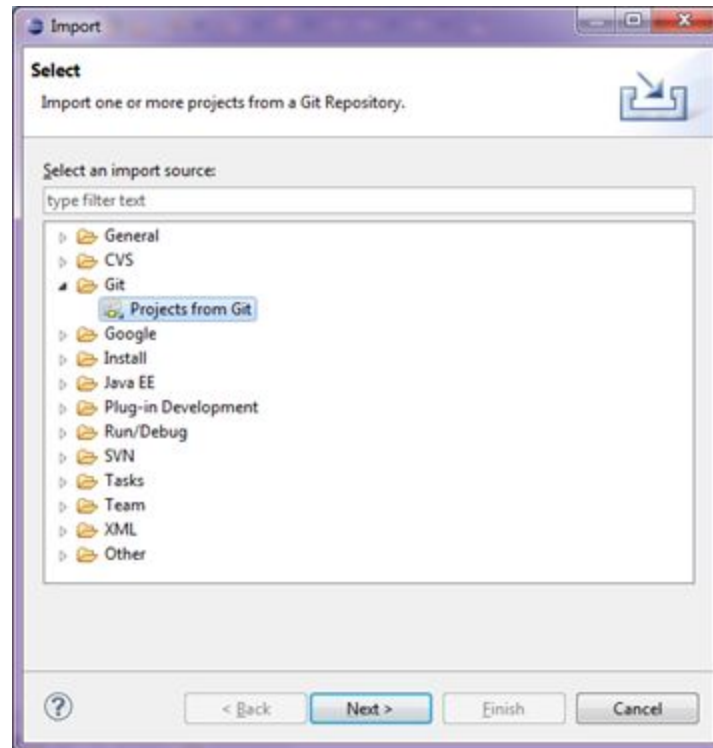 Import
Select
Import one or more projects from a Git Repository.
Select an import source:
type filter text
General
CVS
Git
Projects from Git
Google
Install
Java EE
Plug-in Development
Run/Debug
SVN
Tasks
Team
XML
Other
? < Back Next > Finish Cancel